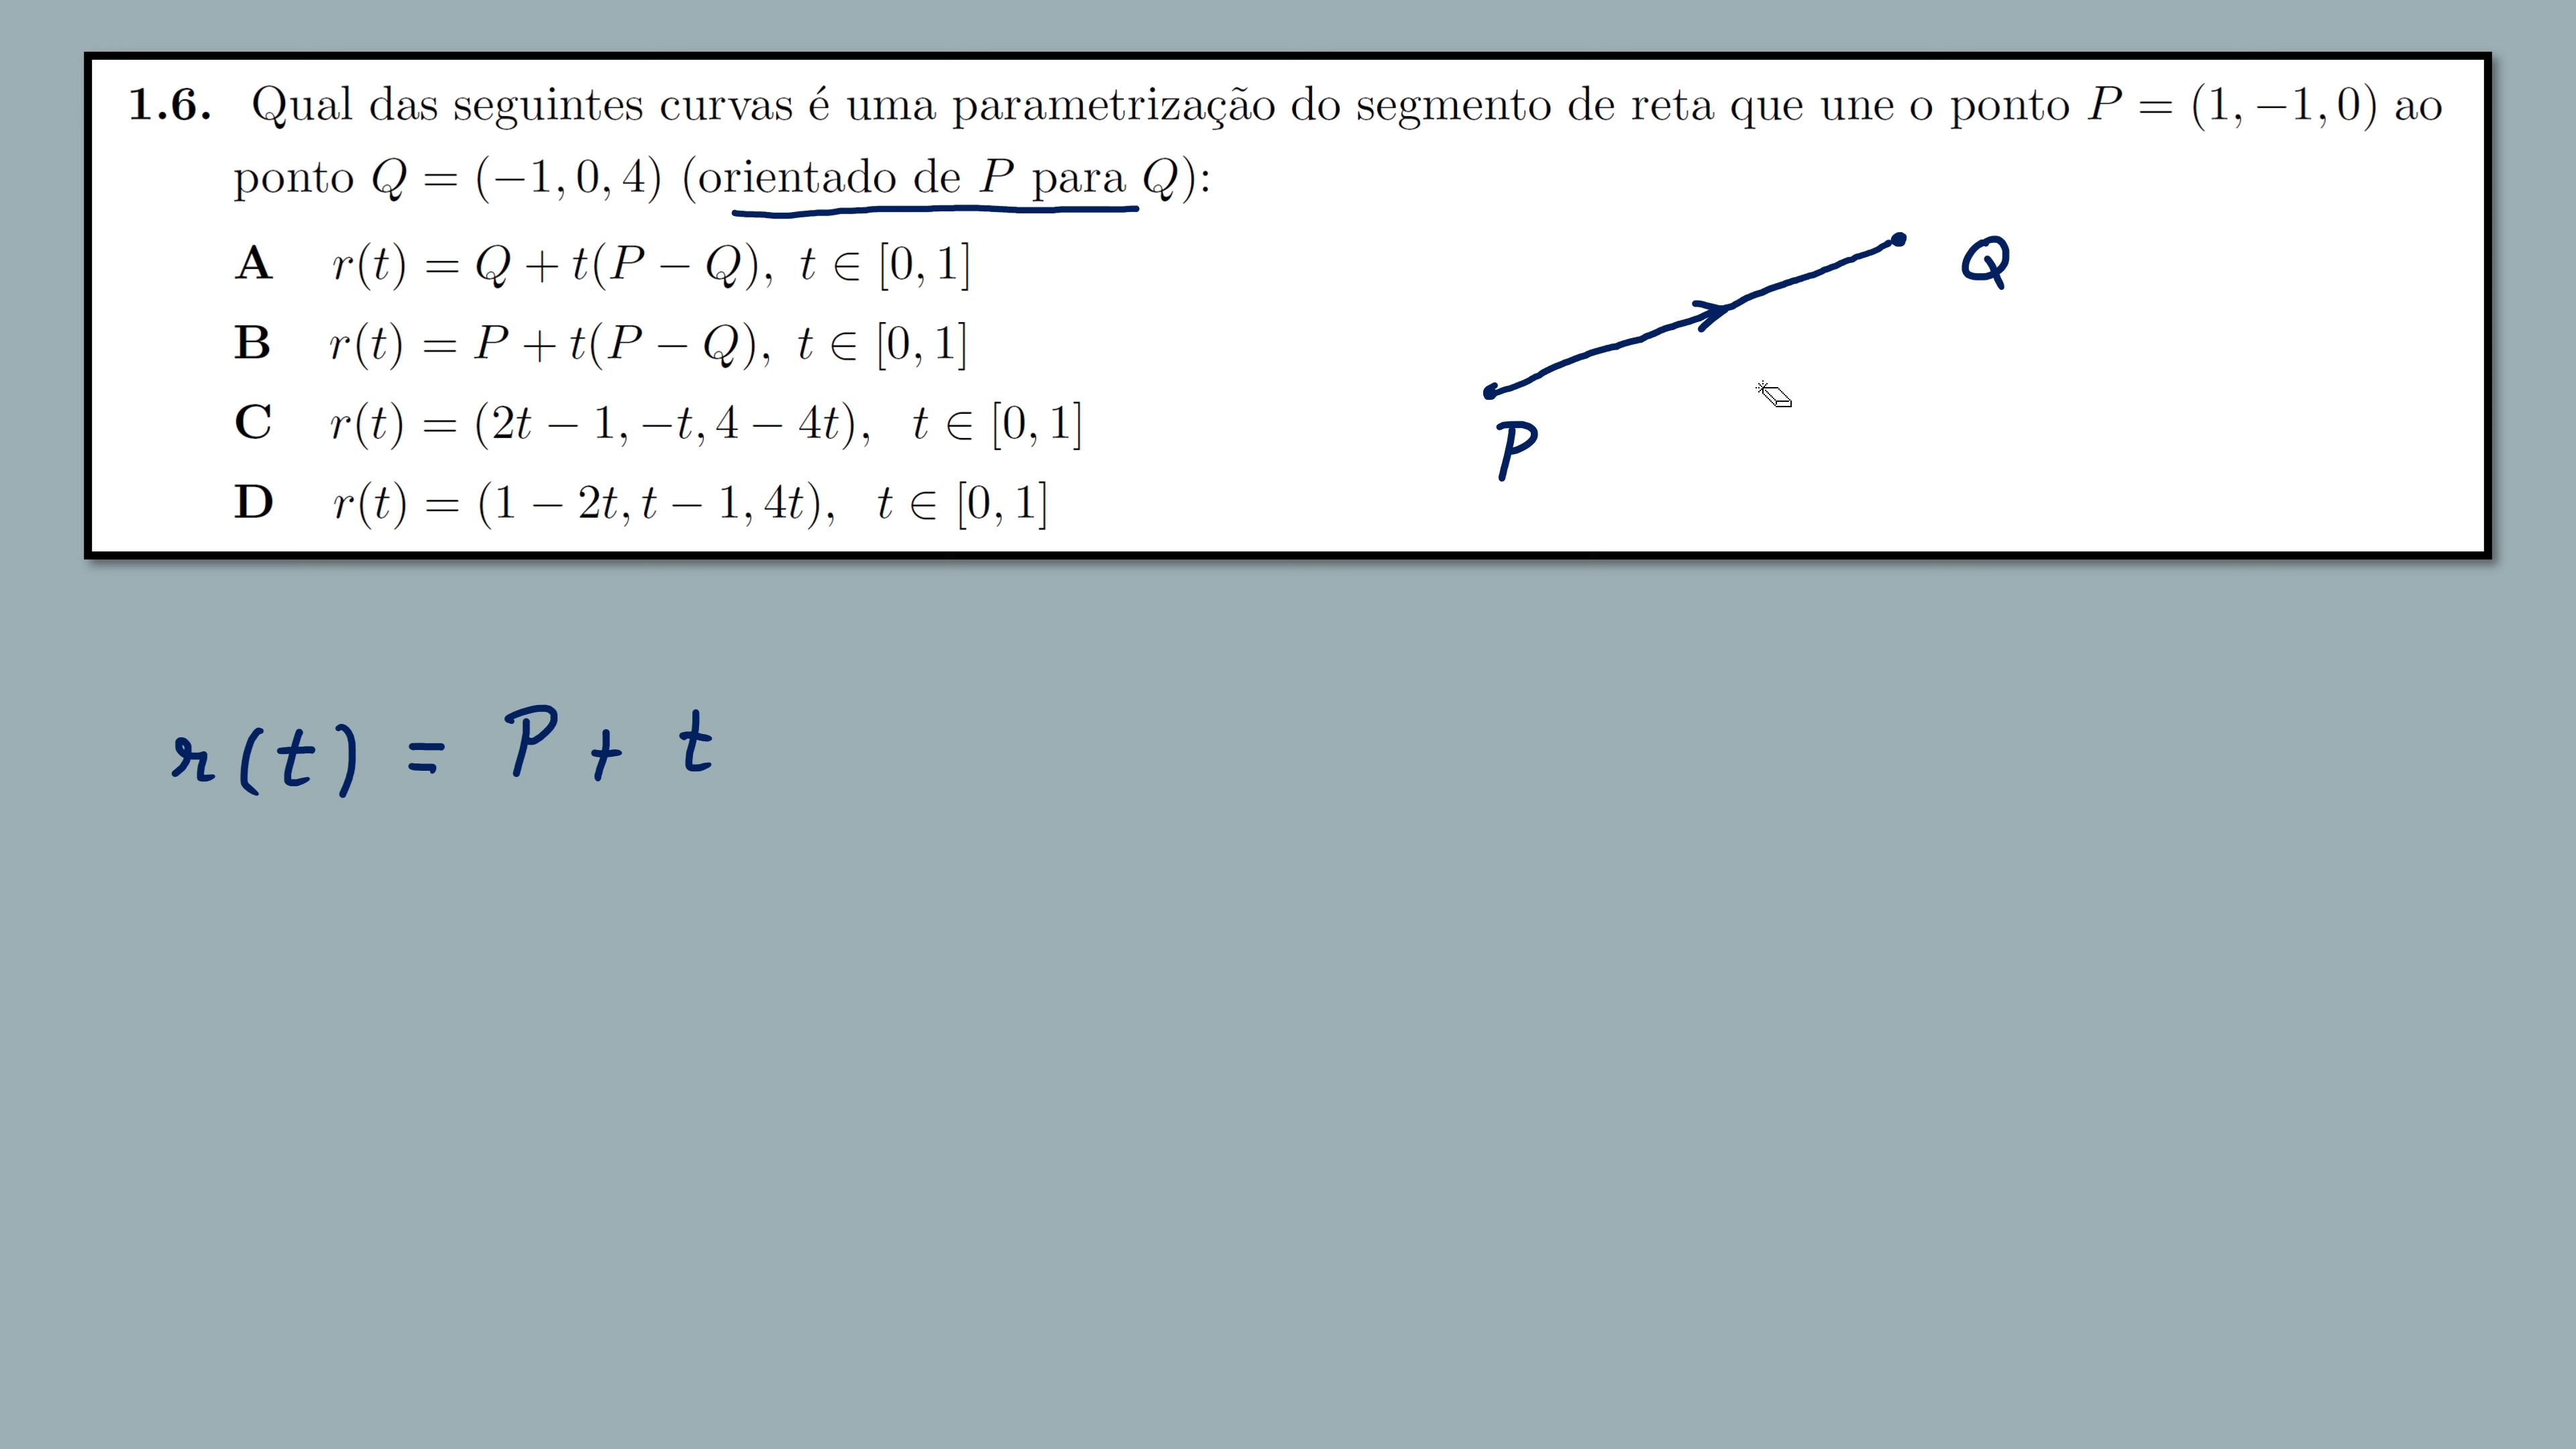 1.6. Qual das seguintes curvas é uma parametrização do segmento de reta que une o ponto P = (1, −1, 0) ao
ponto Q = (−1, 0, 4) (orientado de P para Q):
A r(t) = Q + t(P − Q), t ∈ [0, 1]
B r(t) = P + t(P − Q), t ∈ [0, 1]
C r(t) = (2t − 1, −t, 4 − 4t), t ∈ [0, 1]
D r(t) = (1 − 2t, t − 1, 4t), t ∈ [0, 1]
Q
P
r(t) = P + t